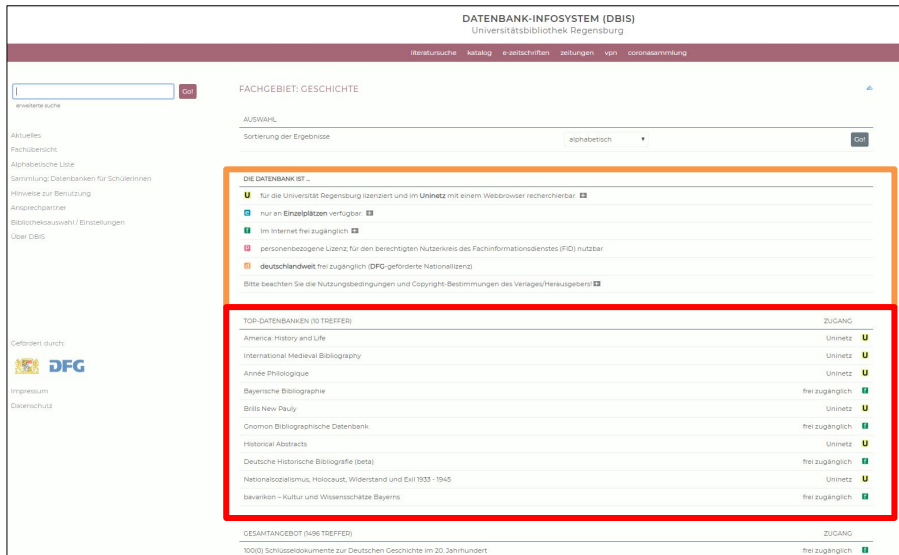 DATENBANK-INFOSYSTEM (DBIS)
Universitätsbibliothek Regensburg
literatursuche katalog e-zeitschriften zeitungen vpn coronasammlung
Go!
erweiterte suche
Aktuelles
Fachübersicht
Alphabetische Liste
Sammlung: Datenbanken für SchülerInnen
Hinweise zur Benutzung
Ansprechpartner
Bibliotheksauswahl / Einstellungen
Über DBIS
Gefördert durch:
DFG
Impressum
Datenschutz
FACHGEBIET: GESCHICHTE
AUSWAHL
Sortierung der Ergebnisse alphabetisch Go!
DIE DATENBANK IST ...
U für die Universität Regensburg lizenziert und im Uninetz mit einem Webbrowser recherchierbar.
e nur an Einzelplätzen verfügbar.
f Im Internet frei zugänglich
p personenbezogene Lizenz; für den berechtigten Nutzerkreis des Fachinformationsdienstes (FID) nutzbar
d deutschlandweit frei zugänglich (DFG-geförderte Nationallizenz)
Bitte beachten Sie die Nutzungsbedingungen und Copyright-Bestimmungen des Verlages/Herausgebers!
TOP-DATENBANKEN (10 TREFFER) ZUGANG
America: History and Life Uninetz U
International Medieval Bibliography Uninetz U
Année Philologique Uninetz U
Bayerische Bibliographie frei zugänglich f
Brills New Pauly Uninetz U
Gnomon Bibliographische Datenbank frei zugänglich f
Historical Abstracts Uninetz U
Deutsche Historische Bibliografie (beta) frei zugänglich f
Nationalsozialismus, Holocaust, Widerstand und Exil 1933 - 1945 Uninetz U
bavarikon – Kultur und Wissensschätze Bayerns frei zugänglich f
GESAMTANGEBOT (1496 TREFFER) ZUGANG
100(0) Schlüsseldokumente zur Deutschen Geschichte im 20. Jahrhundert frei zugänglich f